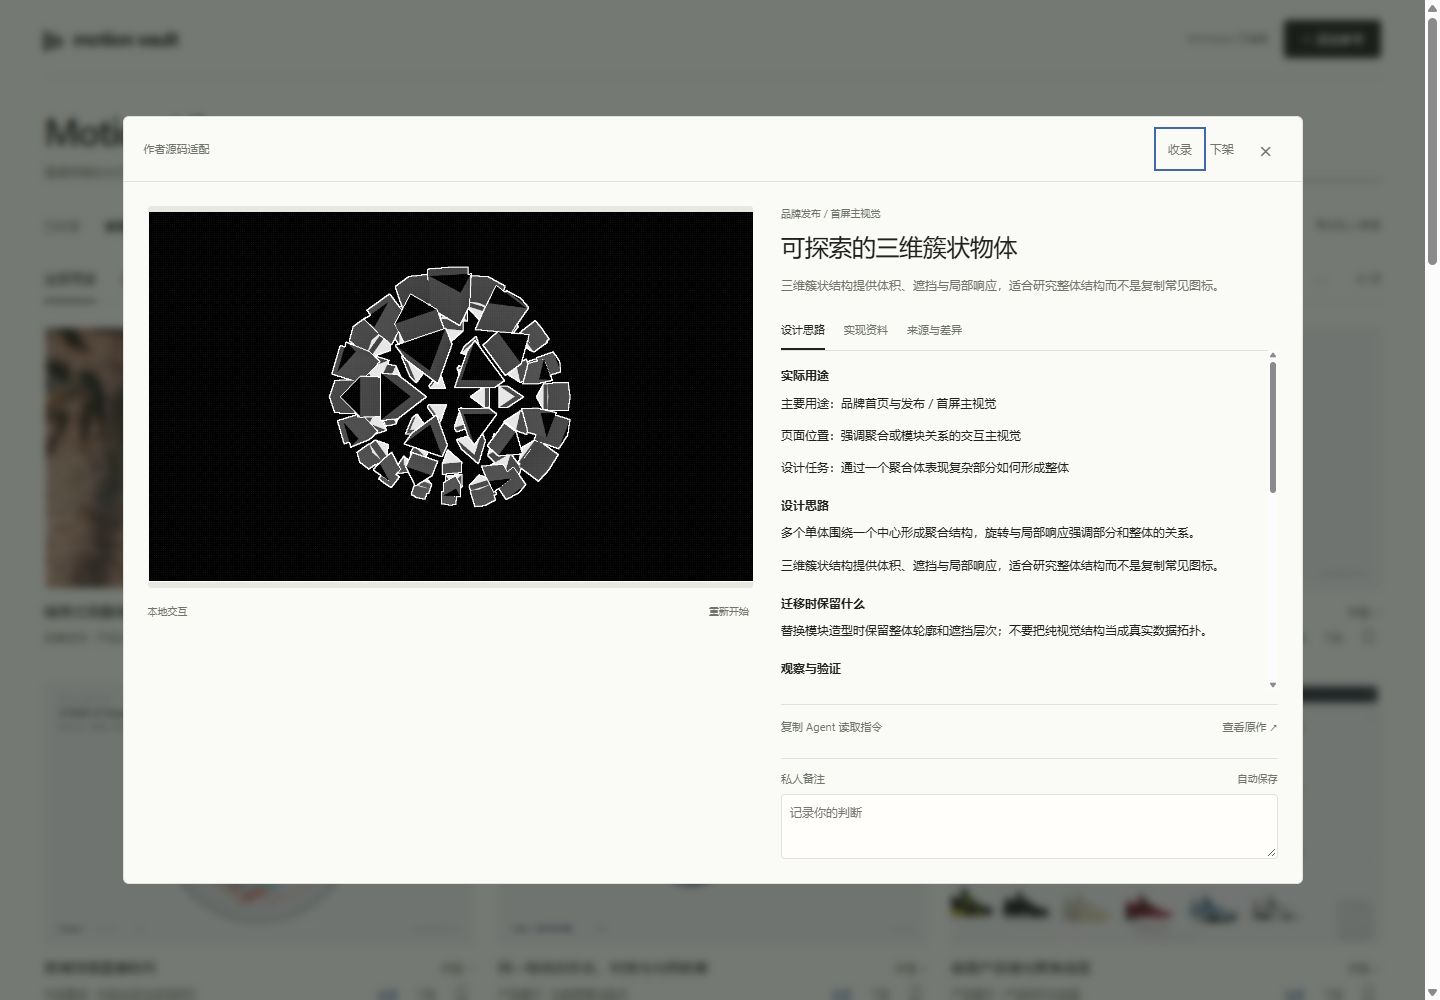 motion vault
作者源码适配
收录
下架
×
品牌发布 / 首屏主视觉
可探索的三维簇状物体
三维簇状结构提供体积、遮挡与局部响应，适合研究整体结构而不是复制常见图标。
设计思路
实现资料
来源与差异
实际用途
主要用途：品牌首页与发布 / 首屏主视觉
页面位置：强调聚合或模块关系的交互主视觉
设计任务：通过一个聚合体表现复杂部分如何形成整体
设计思路
多个单体围绕一个中心形成聚合结构，旋转与局部响应强调部分和整体的关系。
三维簇状结构提供体积、遮挡与局部响应，适合研究整体结构而不是复制常见图标。
迁移时保留什么
替换模块造型时保留整体轮廓和遮挡层次；不要把纯视觉结构当成真实数据拓扑。
观察与验证
本地交互
重新开始
复制 Agent 读取指令
查看原作 ↗
私人备注
自动保存
记录你的判断